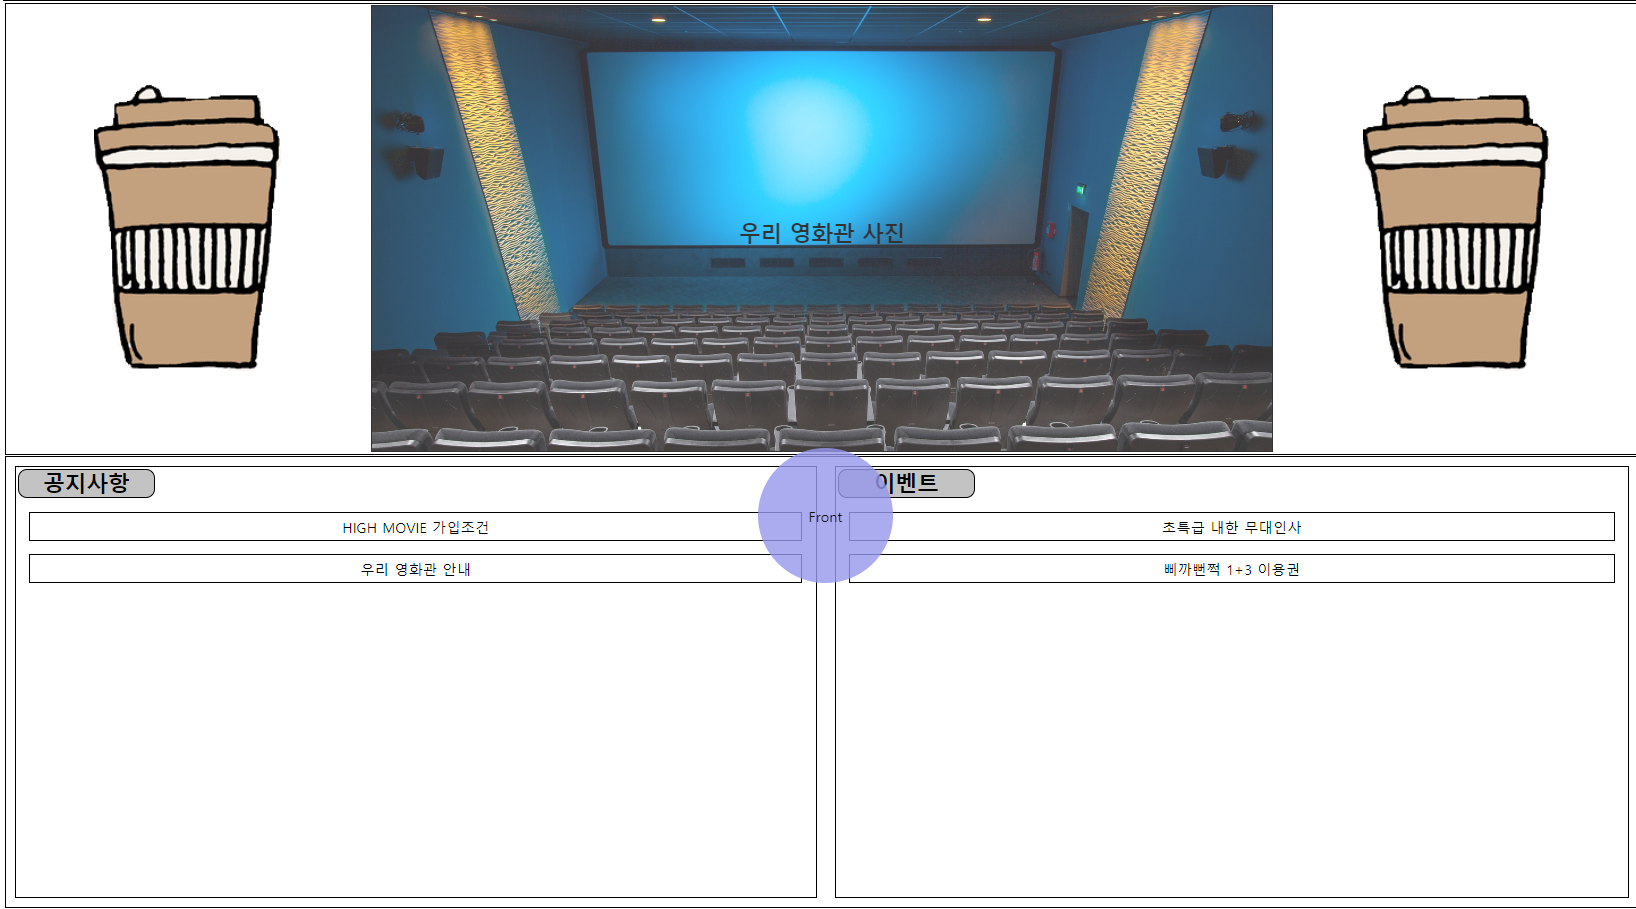 우리 영화관 사진
공지사항
HIGH MOVIE 가입조건
우리 영화관 안내
Front
이벤트
초특급 내한 무대인사
삐까뻔쩍 1+3 이용권